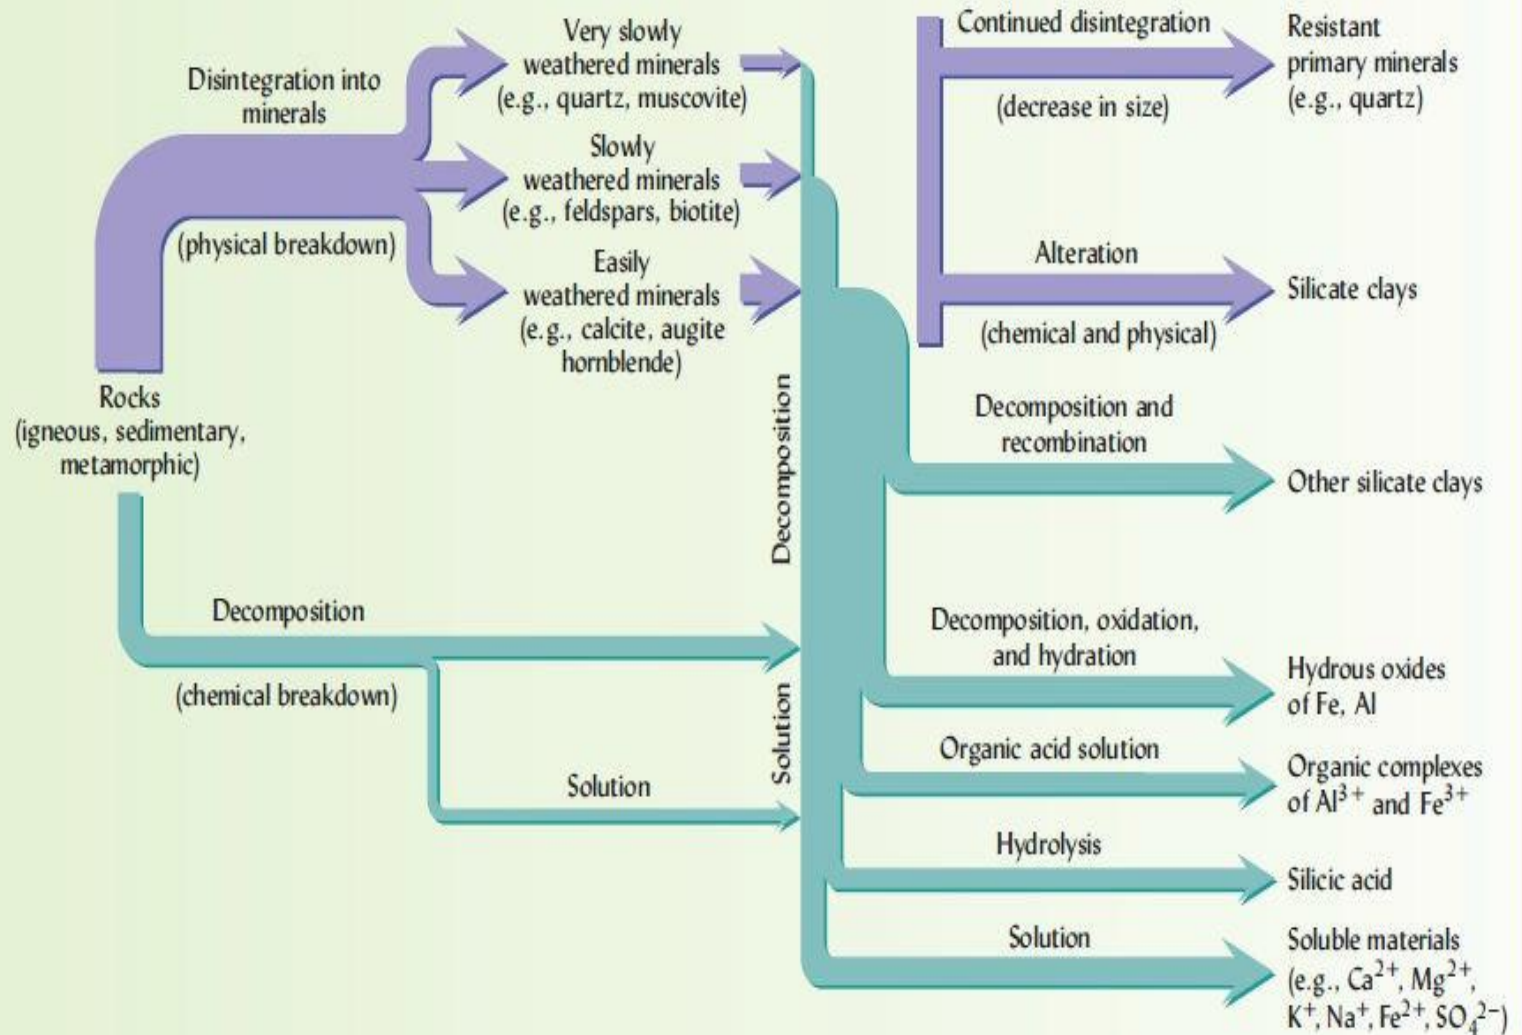 Disintegration into
minerals
(physical breakdown)
Rocks
(igneous, sedimentary,
metamorphic)
Decomposition
(chemical breakdown)
Solution
Very slowly
weathered minerals
(e.g., quartz, muscovite)
Slowly
weathered minerals
(e.g., feldspars, biotite)
Easily
weathered minerals
(e.g., calcite, augite
hornblende)
Decomposition
Solution
Continued disintegration
(decrease in size)
Resistant
primary minerals
(e.g., quartz)
Alteration
(chemical and physical)
Silicate clays
Decomposition and
recombination
Other silicate clays
Decomposition, oxidation,
and hydration
Hydrous oxides
of Fe, Al
Organic acid solution
Organic complexes
of Al³⁺ and Fe³⁺
Hydrolysis
Silicic acid
Solution
Soluble materials
(e.g., Ca²⁺, Mg²⁺,
K⁺, Na⁺, Fe²⁺, SO₄²⁻)